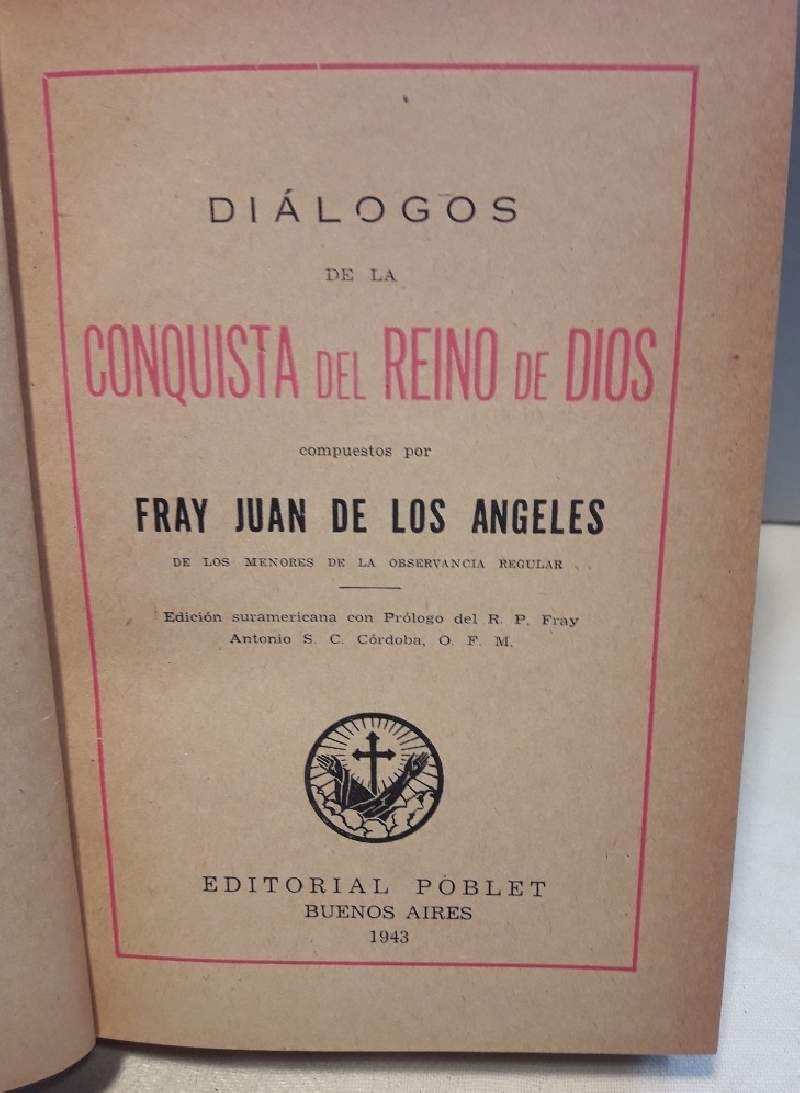 DIÁLOGOS
DE LA
CONQUISTA DEL REINO DE DIOS
compuestos por
FRAY JUAN DE LOS ANGELES
DE LOS MENORES DE LA OBSERVANCIA REGULAR
Edición suramericana con Prólogo del R. P. Fray
Antonio S. C. Córdoba, O. F. M.
EDITORIAL POBLET
BUENOS AIRES
1943